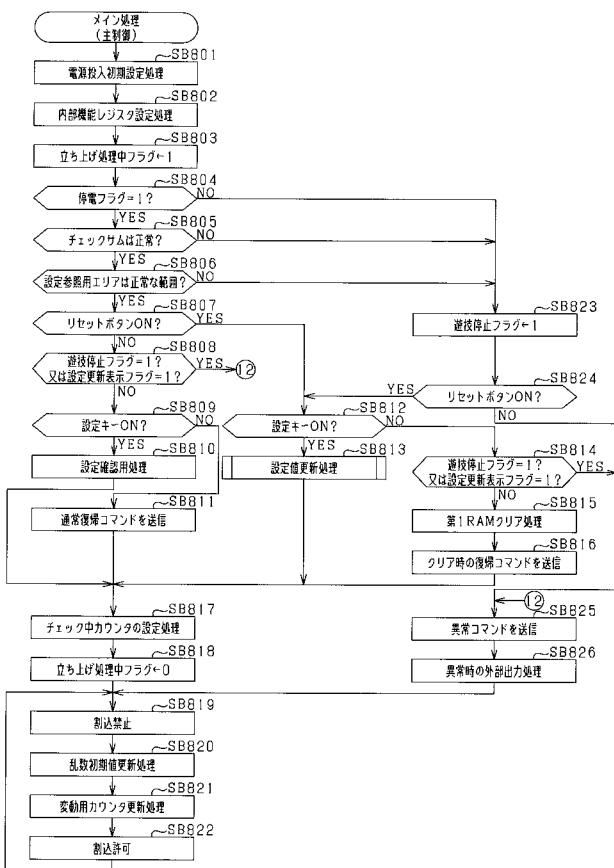 メイン処理
(主制御)
SB801
電源投入初期設定処理
SB802
内部機能レジスタ設定処理
SB803
立ち上げ処理中フラグ←1
SB804
停電フラグ=1?
NO
YES
SB805
チェックサムは正常?
NO
YES
SB806
設定参照用エリアは正常な範囲?
NO
YES
SB807
リセットボタンON?
YES
NO
SB808
遊技停止フラグ=1?
又は設定更新表示フラグ=1?
YES
⑫
NO
SB809
設定キーON?
NO
YES
SB810
設定確認用処理
SB811
通常復帰コマンドを送信
SB823
遊技停止フラグ←1
SB824
リセットボタンON?
YES
NO
SB812
設定キーON?
NO
YES
SB813
設定値更新処理
SB814
遊技停止フラグ=1?
又は設定更新表示フラグ=1?
YES
NO
SB815
第1RAMクリア処理
SB816
クリア時の復帰コマンドを送信
SB817
チェック中カウンタの設定処理
SB818
立ち上げ処理中フラグ←0
⑫
SB825
異常コマンドを送信
SB826
異常時の外部出力処理
SB819
割込禁止
SB820
乱数初期値更新処理
SB821
変動用カウンタ更新処理
SB822
割込許可